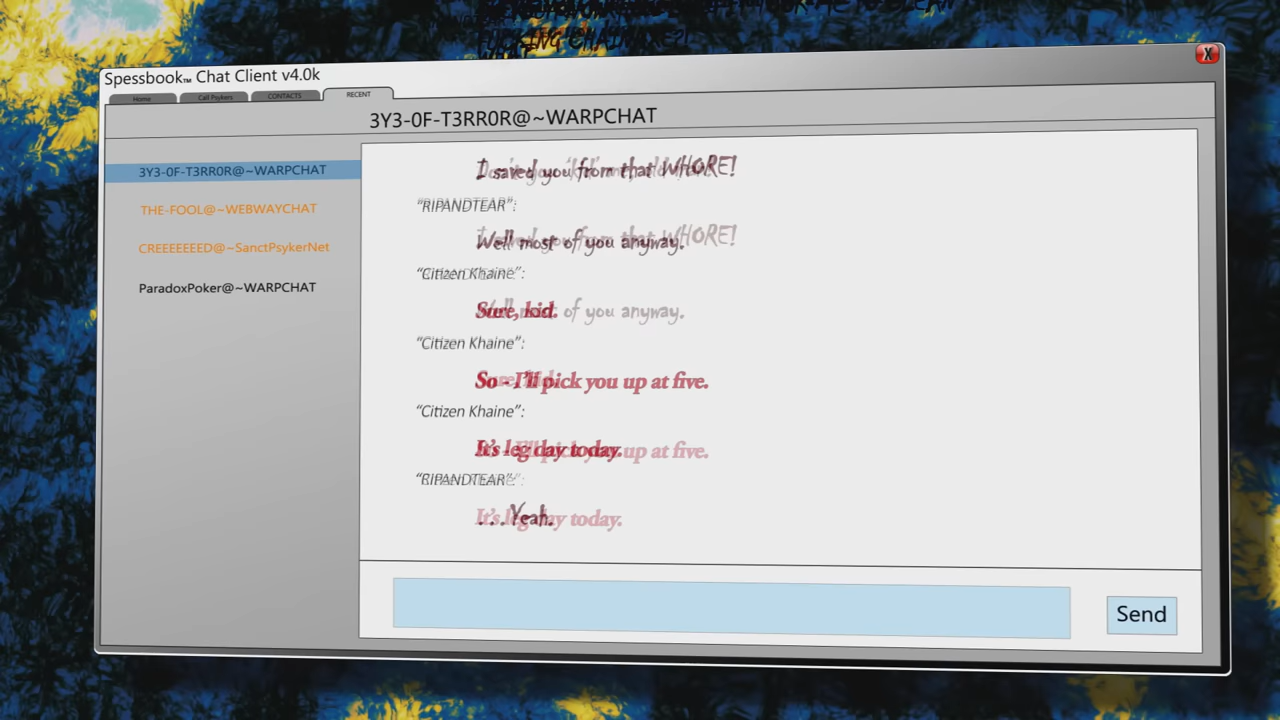 FUCKING CHAINAXE?!
Spessbook™ Chat Client v4.0k
X
Home
Call Psykers
CONTACTS
RECENT
3Y3-0F-T3RR0R@~WARPCHAT
3Y3-0F-T3RR0R@~WARPCHAT
THE-FOOL@~WEBWAYCHAT
CREEEEEED@~SanctPsykerNet
ParadoxPoker@~WARPCHAT
I saved you from that WHORE!
"RIPANDTEAR":
Well most of you anyway.
"Citizen Khaine":
Sure, kid.
"Citizen Khaine":
So - I'll pick you up at five.
"Citizen Khaine":
It's leg day today.
"RIPANDTEAR":
. . . Yeah.
Send